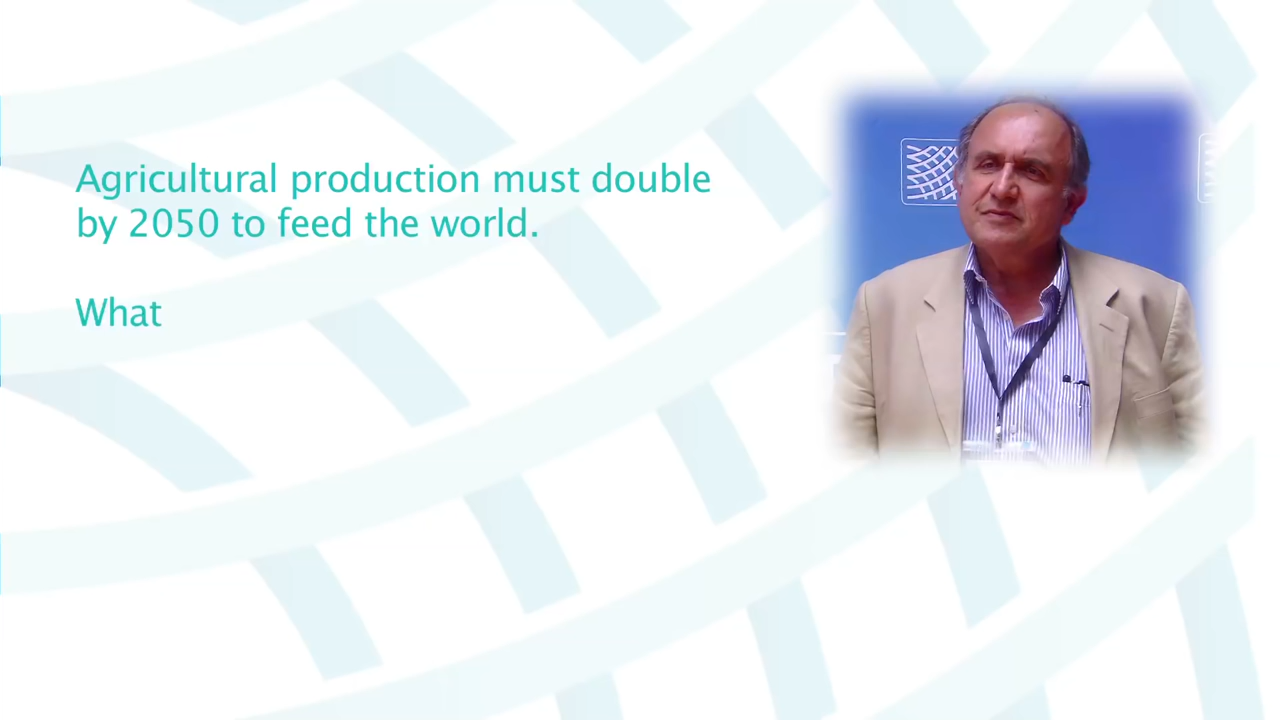 Agricultural production must double
by 2050 to feed the world.
What